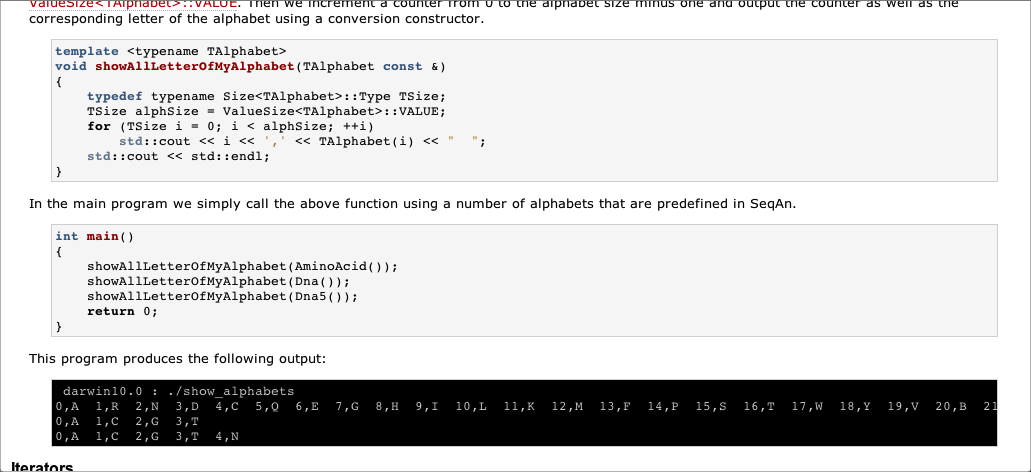 ValueSize<TAlphabet>::VALUE. Then we increment a counter from 0 to the alphabet size minus one and output the counter as well as the
corresponding letter of the alphabet using a conversion constructor.
template <typename TAlphabet>
void showAllLetterOfMyAlphabet(TAlphabet const &)
{
    typedef typename Size<TAlphabet>::Type TSize;
    TSize alphSize = ValueSize<TAlphabet>::VALUE;
    for (TSize i = 0; i < alphSize; ++i)
        std::cout << i << ',' << TAlphabet(i) << "  ";
    std::cout << std::endl;
}
In the main program we simply call the above function using a number of alphabets that are predefined in SeqAn.
int main()
{
    showAllLetterOfMyAlphabet(AminoAcid());
    showAllLetterOfMyAlphabet(Dna());
    showAllLetterOfMyAlphabet(Dna5());
    return 0;
}
This program produces the following output:
darwin10.0 : ./show_alphabets
0,A  1,R  2,N  3,D  4,C  5,Q  6,E  7,G  8,H  9,I  10,L  11,K  12,M  13,F  14,P  15,S  16,T  17,W  18,Y  19,V  20,B  21
0,A  1,C  2,G  3,T
0,A  1,C  2,G  3,T  4,N
Iterators